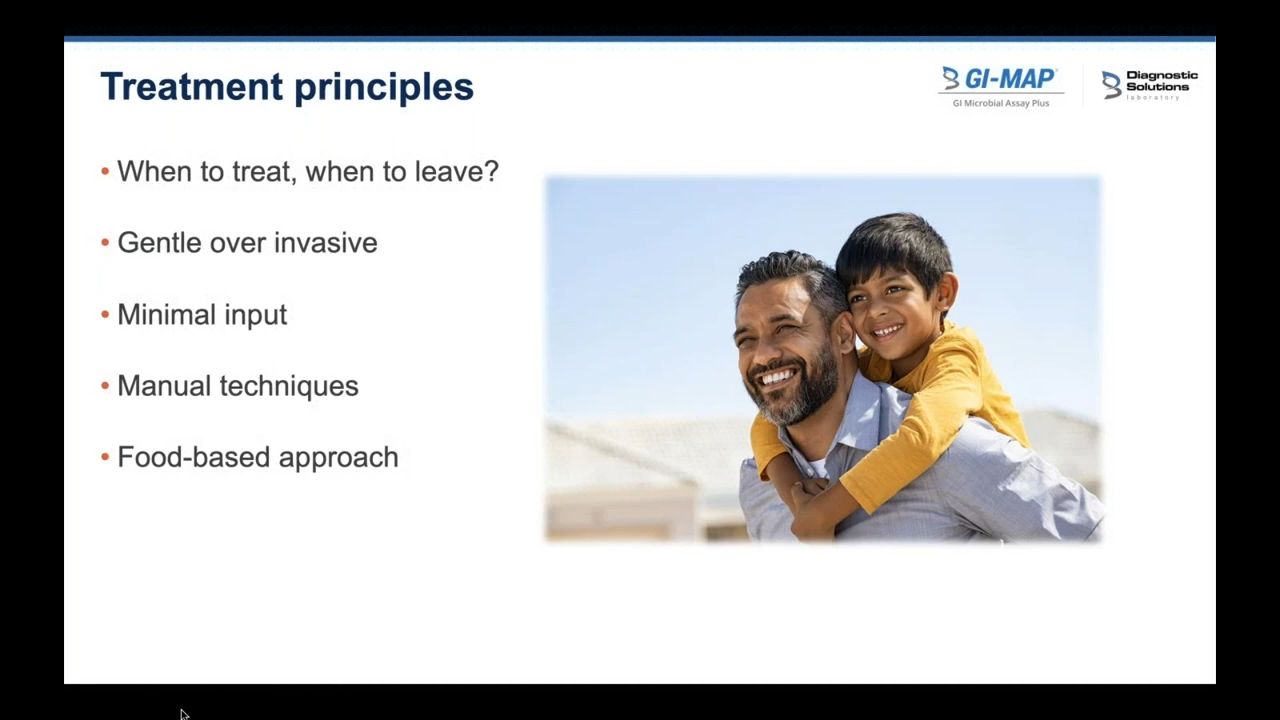 Treatment principles
GI-MAP
GI Microbial Assay Plus
Diagnostic
Solutions
laboratory
• When to treat, when to leave?
• Gentle over invasive
• Minimal input
• Manual techniques
• Food-based approach